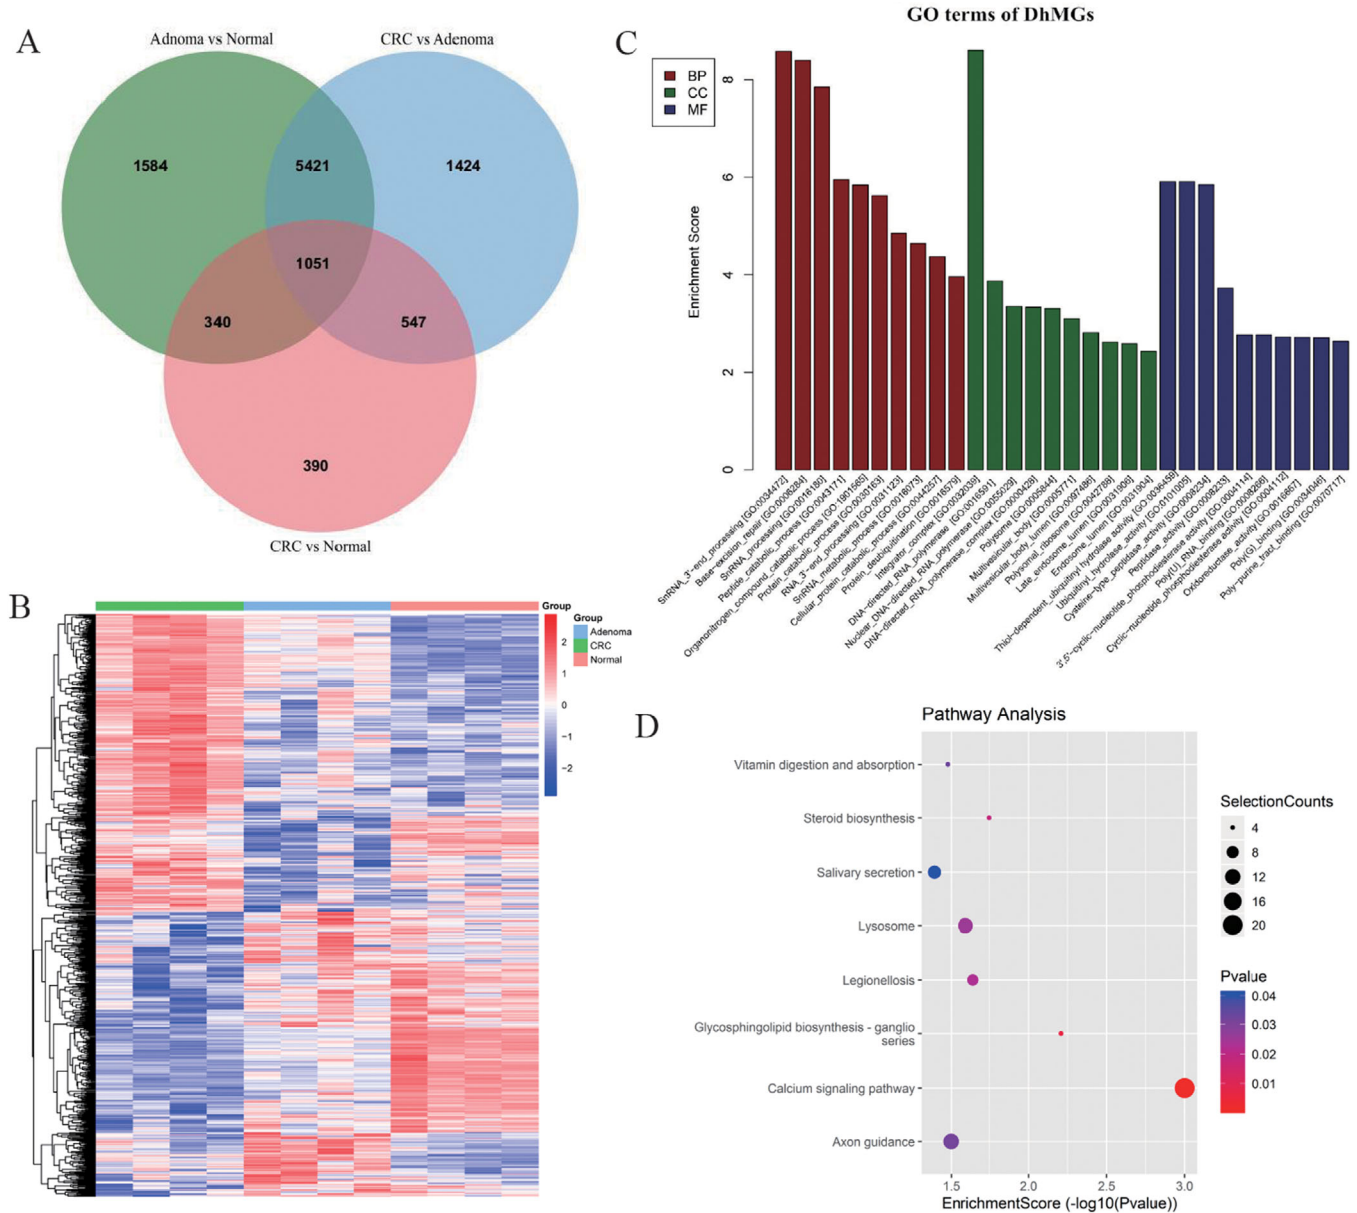 A
Adnoma vs Normal
CRC vs Adenoma
1584
5421
1424
1051
340
547
390
CRC vs Normal
B
Group
Group
Adenoma
CRC
Normal
2
1
0
−1
−2
C
GO terms of DhMGs
BP
CC
MF
Enrichment Score
8
6
4
2
0
SnRNA_3'−end_processing [GO:0034472]
Base−excision_repair [GO:0006284]
SnRNA_processing [GO:0016180]
Peptide_catabolic_process [GO:0043171]
Organonitrogen_compound_catabolic_process [GO:1901565]
Protein_catabolic_process [GO:0030163]
RNA_3'−end_processing [GO:0031123]
SnRNA_metabolic_process [GO:0016073]
Cellular_protein_catabolic_process [GO:0044257]
Protein_deubiquitination [GO:0016579]
Integrator_complex [GO:0032039]
DNA−directed_RNA_polymerase [GO:0016591]
Nuclear_DNA−directed_RNA_polymerase [GO:0055029]
DNA−directed_RNA_polymerase_complex [GO:0000428]
Polysome [GO:0005844]
Multivesicular_body [GO:0005771]
Multivesicular_body_lumen [GO:0097486]
Polysomal_ribosome [GO:0042788]
Late_endosome_lumen [GO:0031906]
Endosome_lumen [GO:0031904]
Thiol−dependent_ubiquitinyl hydrolase activity [GO:0036459]
Ubiquitinyl_hydrolase_activity [GO:0101005]
Cysteine−type_peptidase_activity [GO:0008234]
Peptidase_activity [GO:0008233]
3',5'−cyclic−nucleotide_phosphodiesterase activity [GO:0004114]
Poly(U)_RNA_binding [GO:0008266]
Cyclic−nucleotide_phosphodiesterase activity [GO:0004112]
Oxidoreductase_activity [GO:0016667]
Poly(G)_binding [GO:0034046]
Poly−purine_tract_binding [GO:0070717]
D
Pathway Analysis
Vitamin digestion and absorption
Steroid biosynthesis
Salivary secretion
Lysosome
Legionellosis
Glycosphingolipid biosynthesis - ganglio
series
Calcium signaling pathway
Axon guidance
1.5
2.0
2.5
3.0
EnrichmentScore (-log10(Pvalue))
SelectionCounts
4
8
12
16
20
Pvalue
0.04
0.03
0.02
0.01